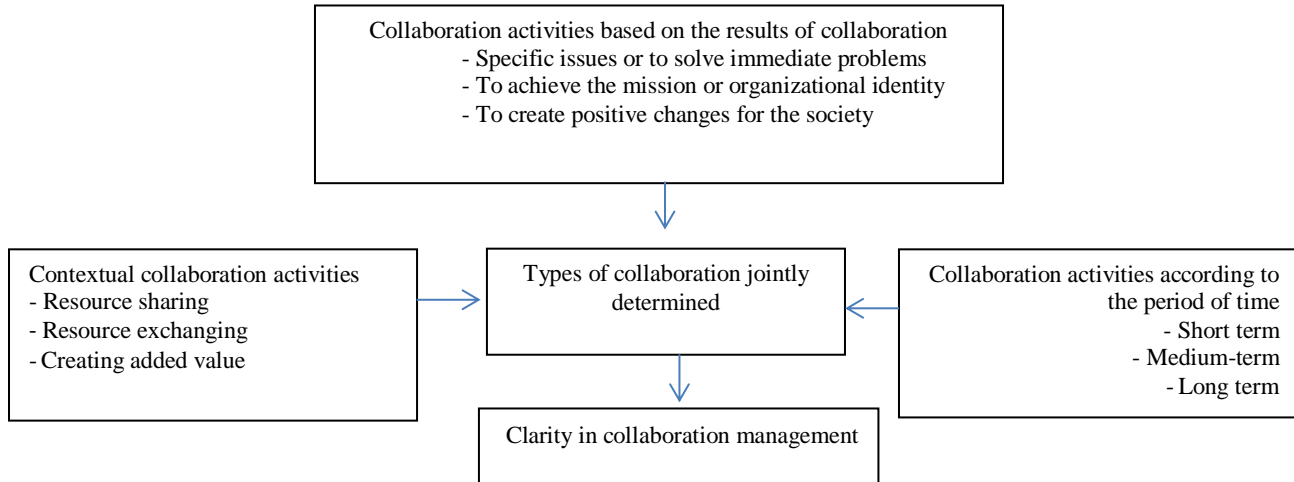 Collaboration activities based on the results of collaboration
- Specific issues or to solve immediate problems
- To achieve the mission or organizational identity
- To create positive changes for the society
Contextual collaboration activities
- Resource sharing
- Resource exchanging
- Creating added value
Types of collaboration jointly
determined
Collaboration activities according to
the period of time
- Short term
- Medium-term
- Long term
Clarity in collaboration management